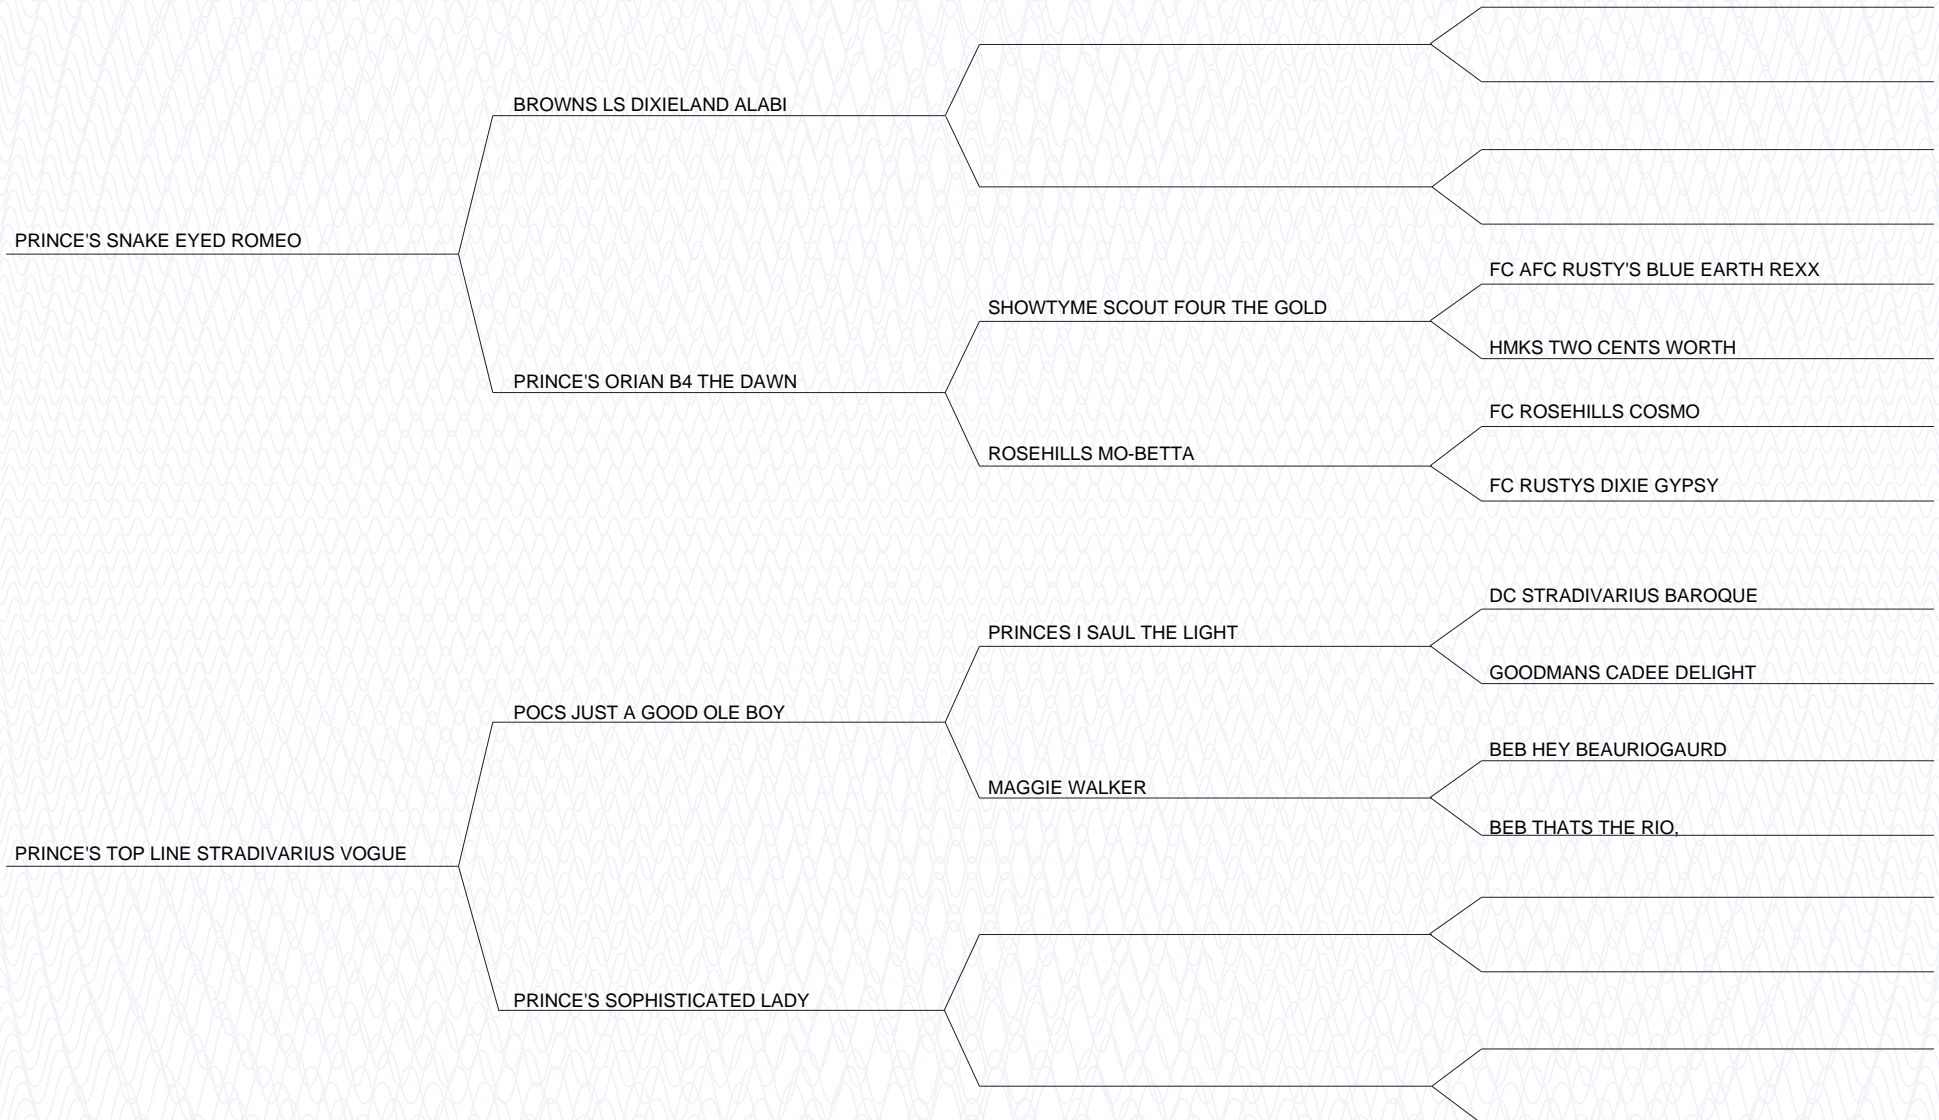 BROWNS LS DIXIELAND ALABI
PRINCE'S SNAKE EYED ROMEO
FC AFC RUSTY'S BLUE EARTH REXX
SHOWTYME SCOUT FOUR THE GOLD
HMKS TWO CENTS WORTH
PRINCE'S ORIAN B4 THE DAWN
FC ROSEHILLS COSMO
ROSEHILLS MO-BETTA
FC RUSTYS DIXIE GYPSY
DC STRADIVARIUS BAROQUE
PRINCES I SAUL THE LIGHT
GOODMANS CADEE DELIGHT
POCS JUST A GOOD OLE BOY
BEB HEY BEAURIOGAURD
MAGGIE WALKER
BEB THATS THE RIO,
PRINCE'S TOP LINE STRADIVARIUS VOGUE
PRINCE'S SOPHISTICATED LADY